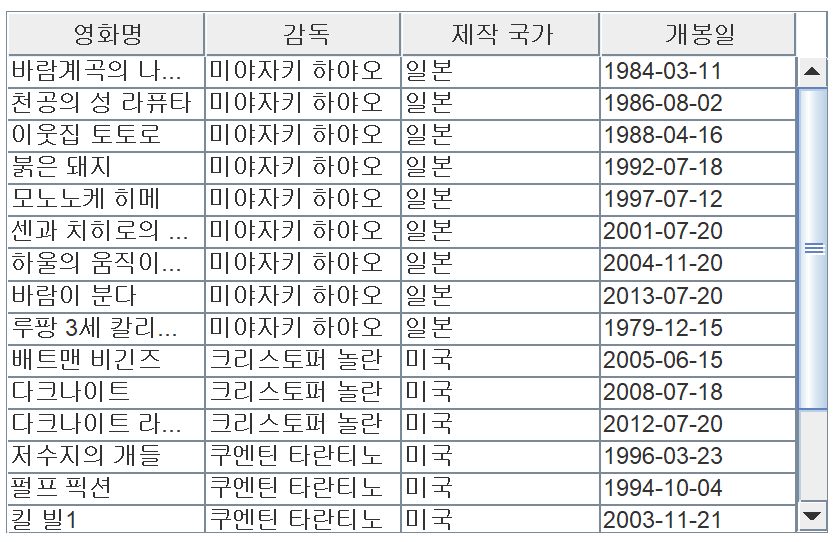 영화명 감독 제작 국가 개봉일
바람계곡의 나... 미야자키 하야오 일본 1984-03-11
천공의 성 라퓨타 미야자키 하야오 일본 1986-08-02
이웃집 토토로 미야자키 하야오 일본 1988-04-16
붉은 돼지 미야자키 하야오 일본 1992-07-18
모노노케 히메 미야자키 하야오 일본 1997-07-12
센과 치히로의 ... 미야자키 하야오 일본 2001-07-20
하울의 움직이... 미야자키 하야오 일본 2004-11-20
바람이 분다 미야자키 하야오 일본 2013-07-20
루팡 3세 칼리... 미야자키 하야오 일본 1979-12-15
배트맨 비긴즈 크리스토퍼 놀란 미국 2005-06-15
다크나이트 크리스토퍼 놀란 미국 2008-07-18
다크나이트 라... 크리스토퍼 놀란 미국 2012-07-20
저수지의 개들 쿠엔틴 타란티노 미국 1996-03-23
펄프 픽션 쿠엔틴 타란티노 미국 1994-10-04
킬 빌1 쿠엔틴 타란티노 미국 2003-11-21